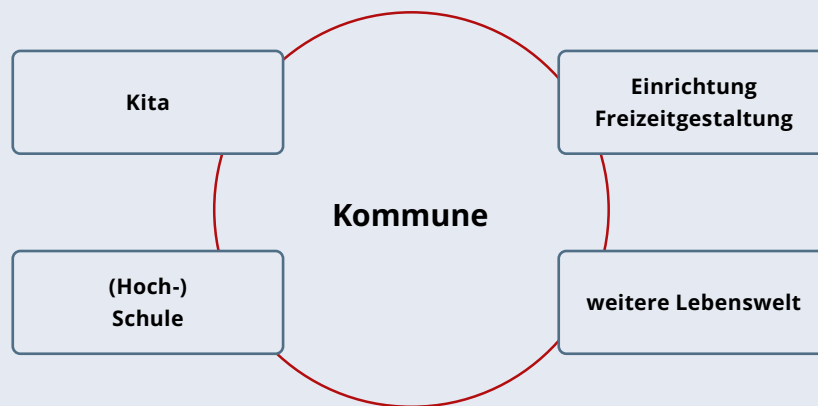 Kita
Einrichtung
Freizeitgestaltung
Kommune
(Hoch-)
Schule
weitere Lebenswelt